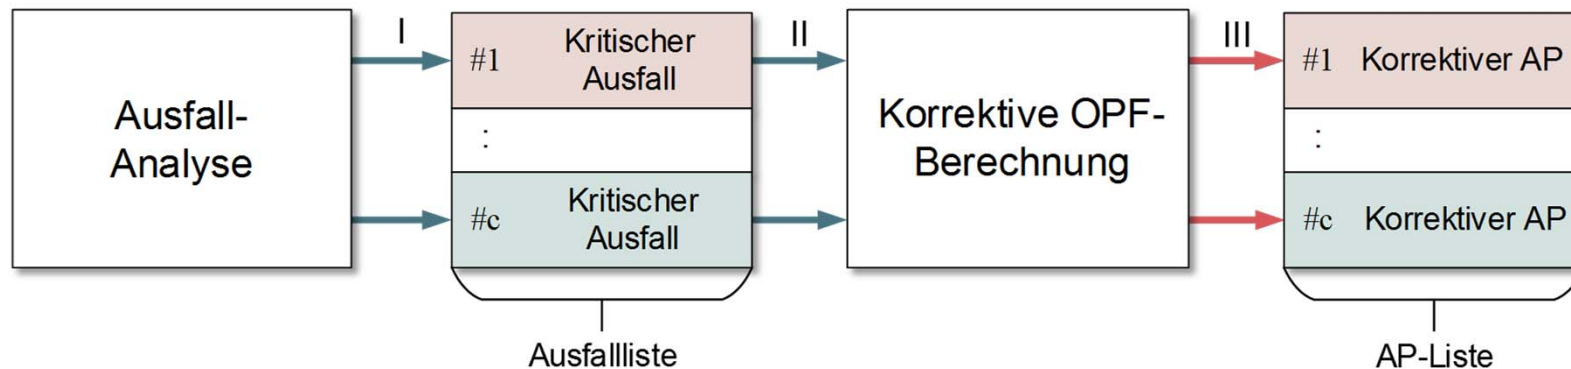 Ausfall-
Analyse
I
#1 Kritischer
Ausfall
:
#c Kritischer
Ausfall
Ausfallliste
II
Korrektive OPF-
Berechnung
III
#1 Korrektiver AP
:
#c Korrektiver AP
AP-Liste